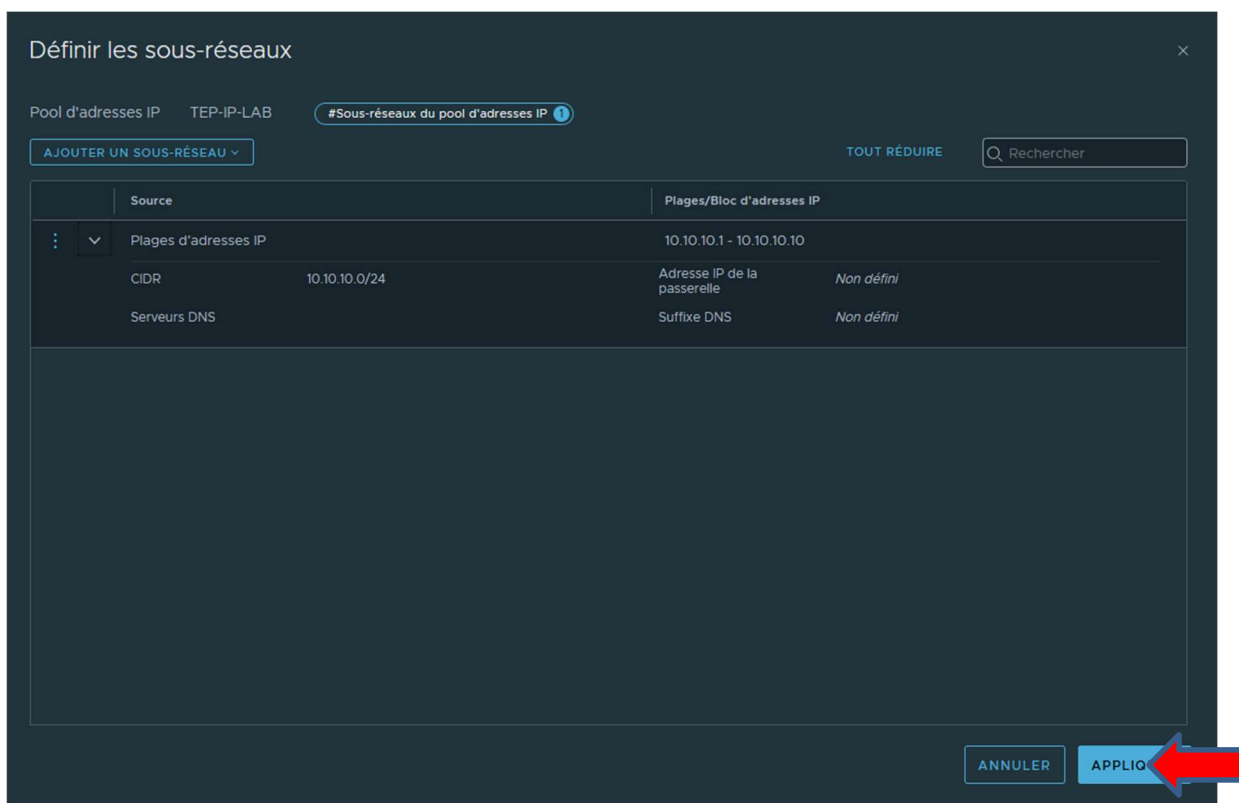 Définir les sous-réseaux
Pool d'adresses IP TEP-IP-LAB #Sous-réseaux du pool d'adresses IP 1
AJOUTER UN SOUS-RÉSEAU TOUT RÉDUIRE Rechercher
Source Plages/Bloc d'adresses IP
Plages d'adresses IP 10.10.10.1 - 10.10.10.10
CIDR 10.10.10.0/24 Adresse IP de la passerelle Non défini
Serveurs DNS Suffixe DNS Non défini
ANNULER